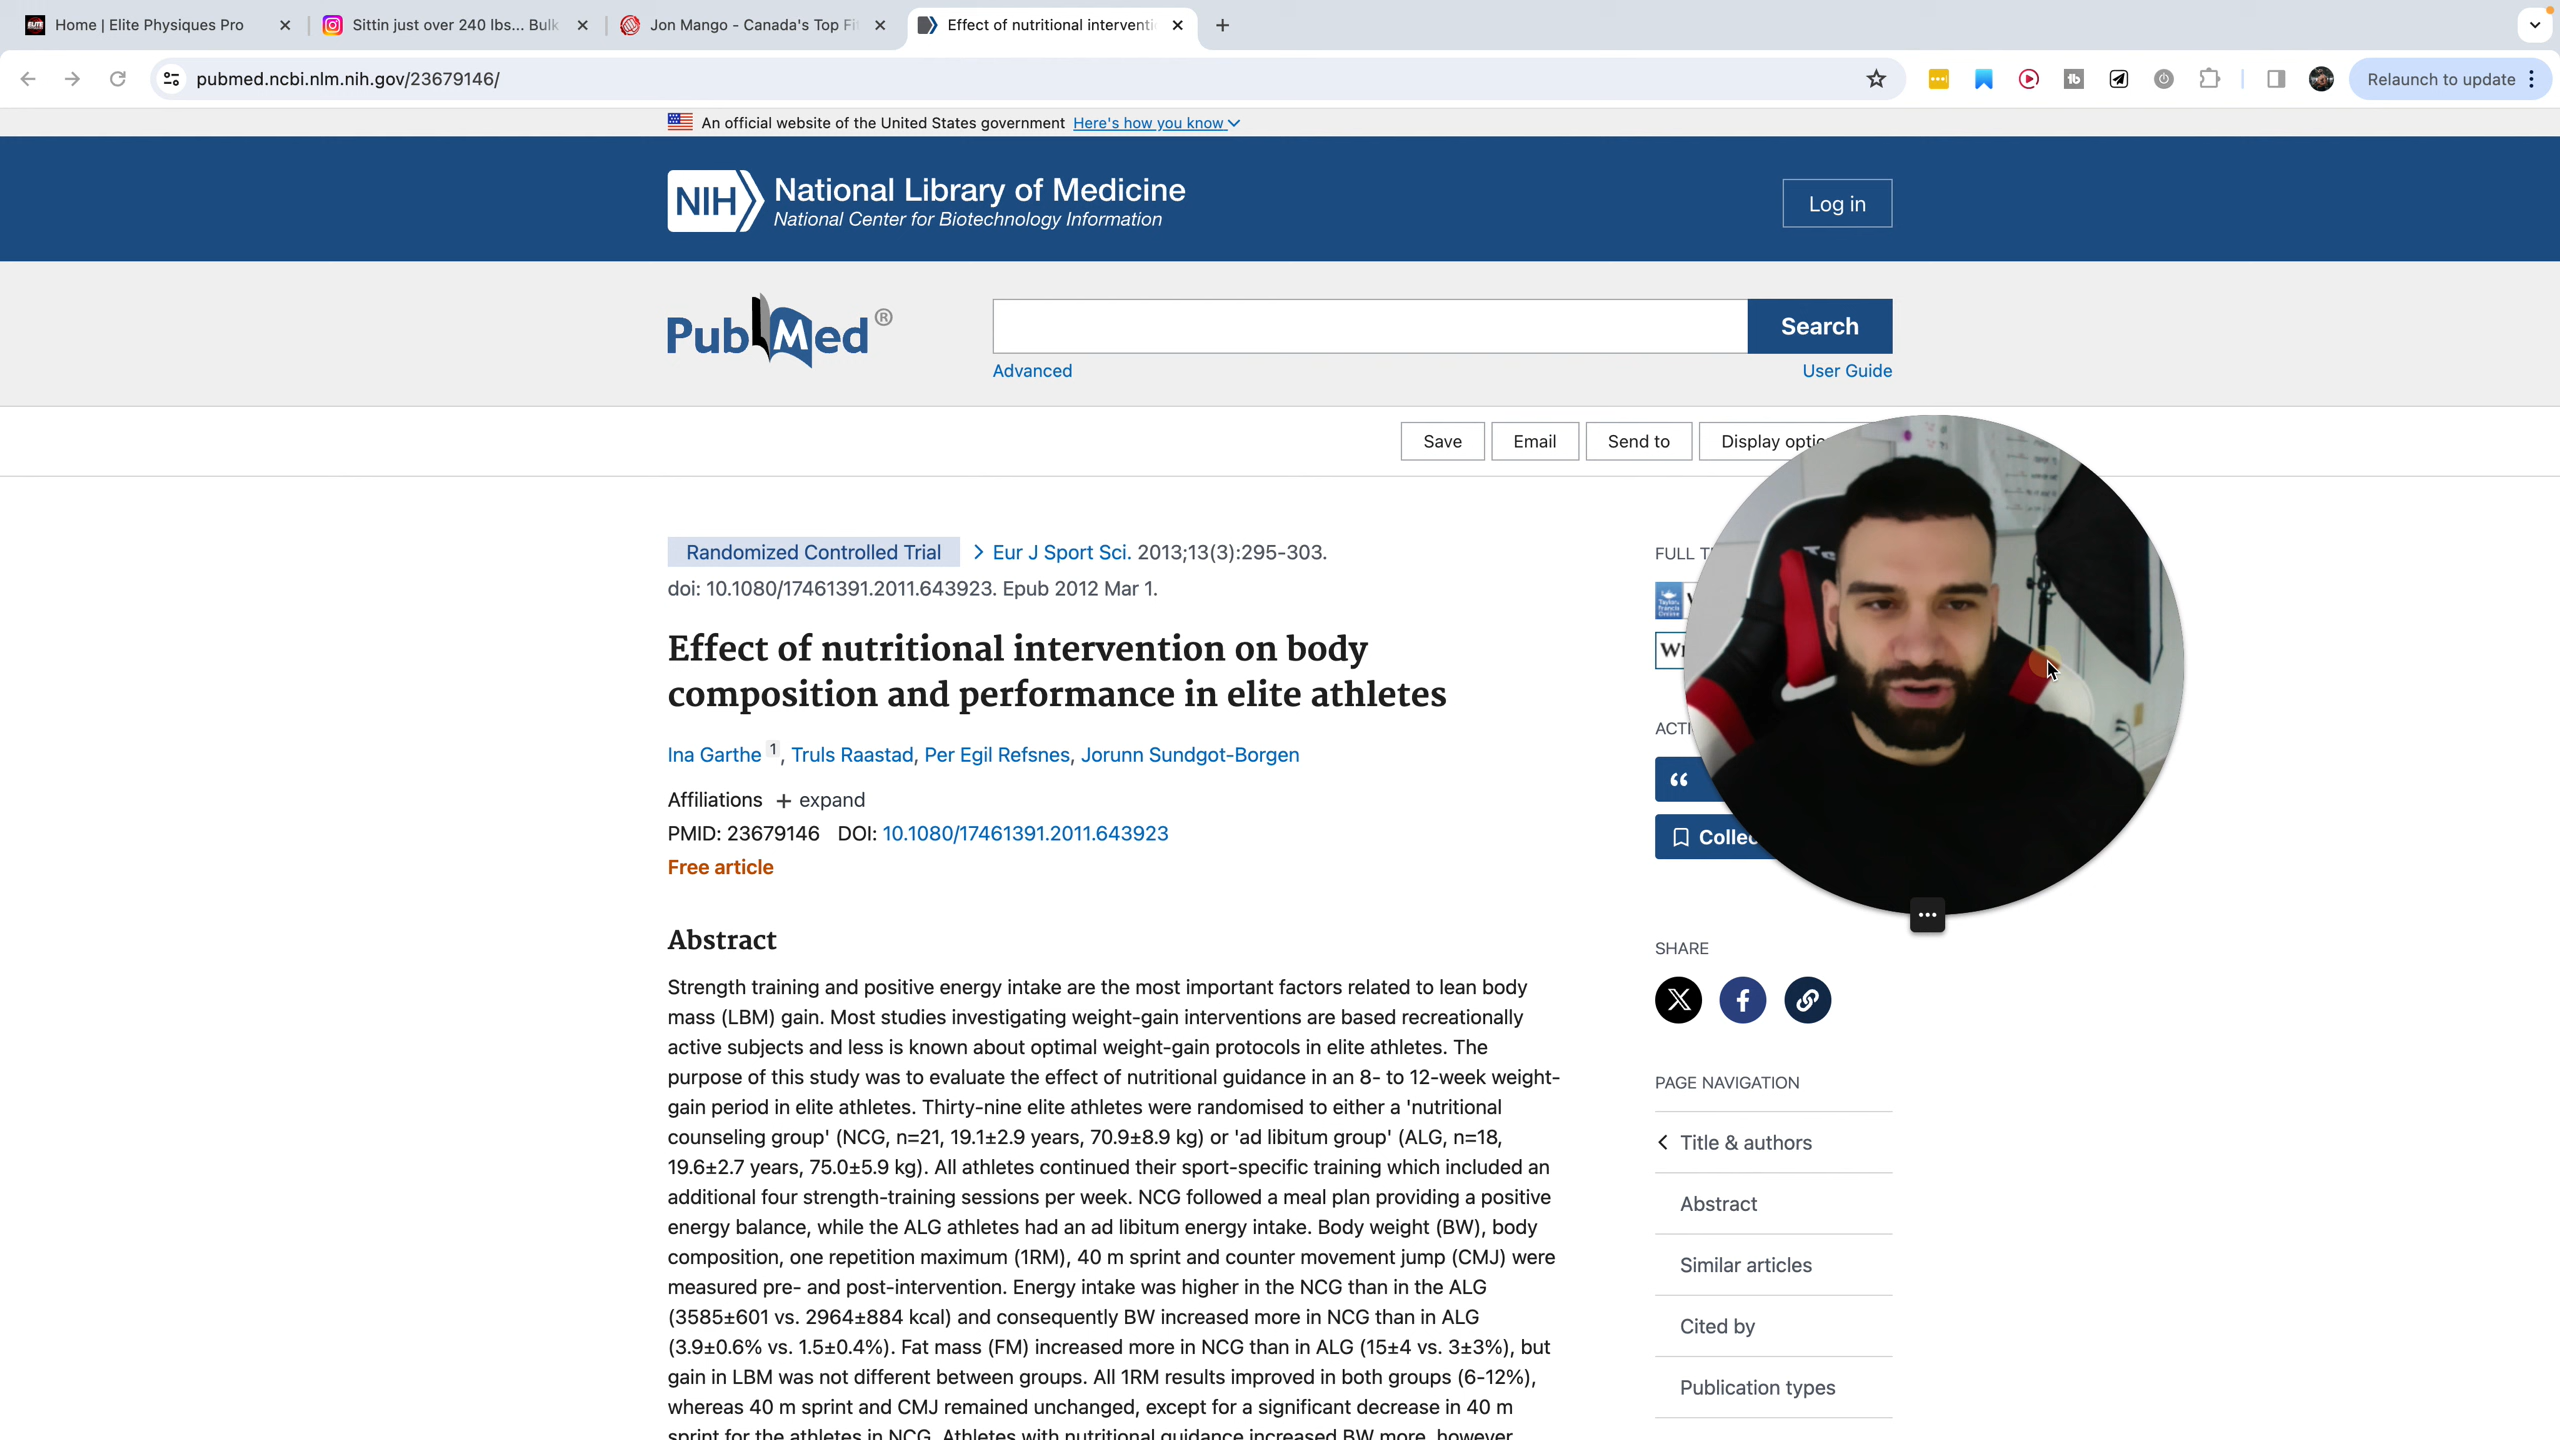 Home | Elite Physiques Pro
Sittin just over 240 lbs... Bulk
Jon Mango - Canada's Top Fi
Effect of nutritional interventi
pubmed.ncbi.nlm.nih.gov/23679146/
Relaunch to update
An official website of the United States government Here's how you know
NIH National Library of Medicine
National Center for Biotechnology Information
Log in
PubMed®
Search
Advanced
User Guide
Save
Email
Send to
Display optio
Randomized Controlled Trial
Eur J Sport Sci. 2013;13(3):295-303.
doi: 10.1080/17461391.2011.643923. Epub 2012 Mar 1.
Effect of nutritional intervention on body
composition and performance in elite athletes
Ina Garthe 1, Truls Raastad, Per Egil Refsnes, Jorunn Sundgot-Borgen
Affiliations + expand
PMID: 23679146 DOI: 10.1080/17461391.2011.643923
Free article
Abstract
Strength training and positive energy intake are the most important factors related to lean body
mass (LBM) gain. Most studies investigating weight-gain interventions are based recreationally
active subjects and less is known about optimal weight-gain protocols in elite athletes. The
purpose of this study was to evaluate the effect of nutritional guidance in an 8- to 12-week weight-
gain period in elite athletes. Thirty-nine elite athletes were randomised to either a 'nutritional
counseling group' (NCG, n=21, 19.1±2.9 years, 70.9±8.9 kg) or 'ad libitum group' (ALG, n=18,
19.6±2.7 years, 75.0±5.9 kg). All athletes continued their sport-specific training which included an
additional four strength-training sessions per week. NCG followed a meal plan providing a positive
energy balance, while the ALG athletes had an ad libitum energy intake. Body weight (BW), body
composition, one repetition maximum (1RM), 40 m sprint and counter movement jump (CMJ) were
measured pre- and post-intervention. Energy intake was higher in the NCG than in the ALG
(3585±601 vs. 2964±884 kcal) and consequently BW increased more in NCG than in ALG
(3.9±0.6% vs. 1.5±0.4%). Fat mass (FM) increased more in NCG than in ALG (15±4 vs. 3±3%), but
gain in LBM was not different between groups. All 1RM results improved in both groups (6-12%),
whereas 40 m sprint and CMJ remained unchanged, except for a significant decrease in 40 m
sprint for the athletes in NCG. Athletes with nutritional guidance increased BW more, however,
FULL T
ACTI
Collec
SHARE
PAGE NAVIGATION
Title & authors
Abstract
Similar articles
Cited by
Publication types